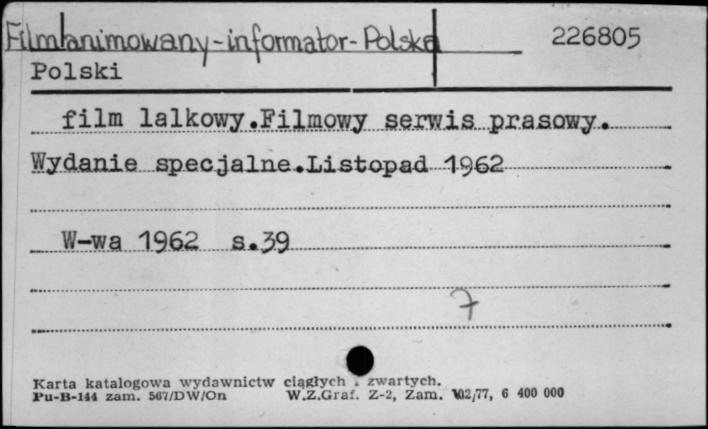 Film animowany-informator-Polska 226805
Polski
film lalkowy.Filmowy serwis prasowy.
Wydanie specjalne.Listopad 1962
W-wa 1962 s.39
7
Karta katalogowa wydawnictw ciągłych i zwartych.
Pu-B-144 zam. 567/DW/On W.Z.Graf. Z-2, Zam. 102/77, 6 400 000